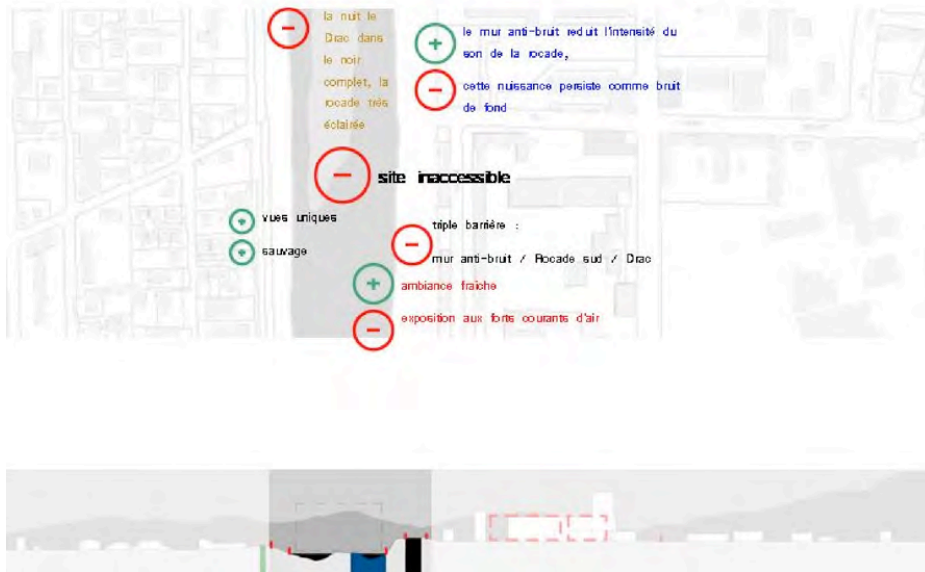 la nuit le
Drac dans
le noir
complet, la
rocade très
éclairée
le mur anti-bruit reduit l'intensité du
son de la rocade,
cette nuissance persiste comme bruit
de fond
site inaccessible
vues uniques
sauvage
triple barrière :
mur anti-bruit / Rocade sud / Drac
ambiance fraiche
exposition aux forts courants d'air